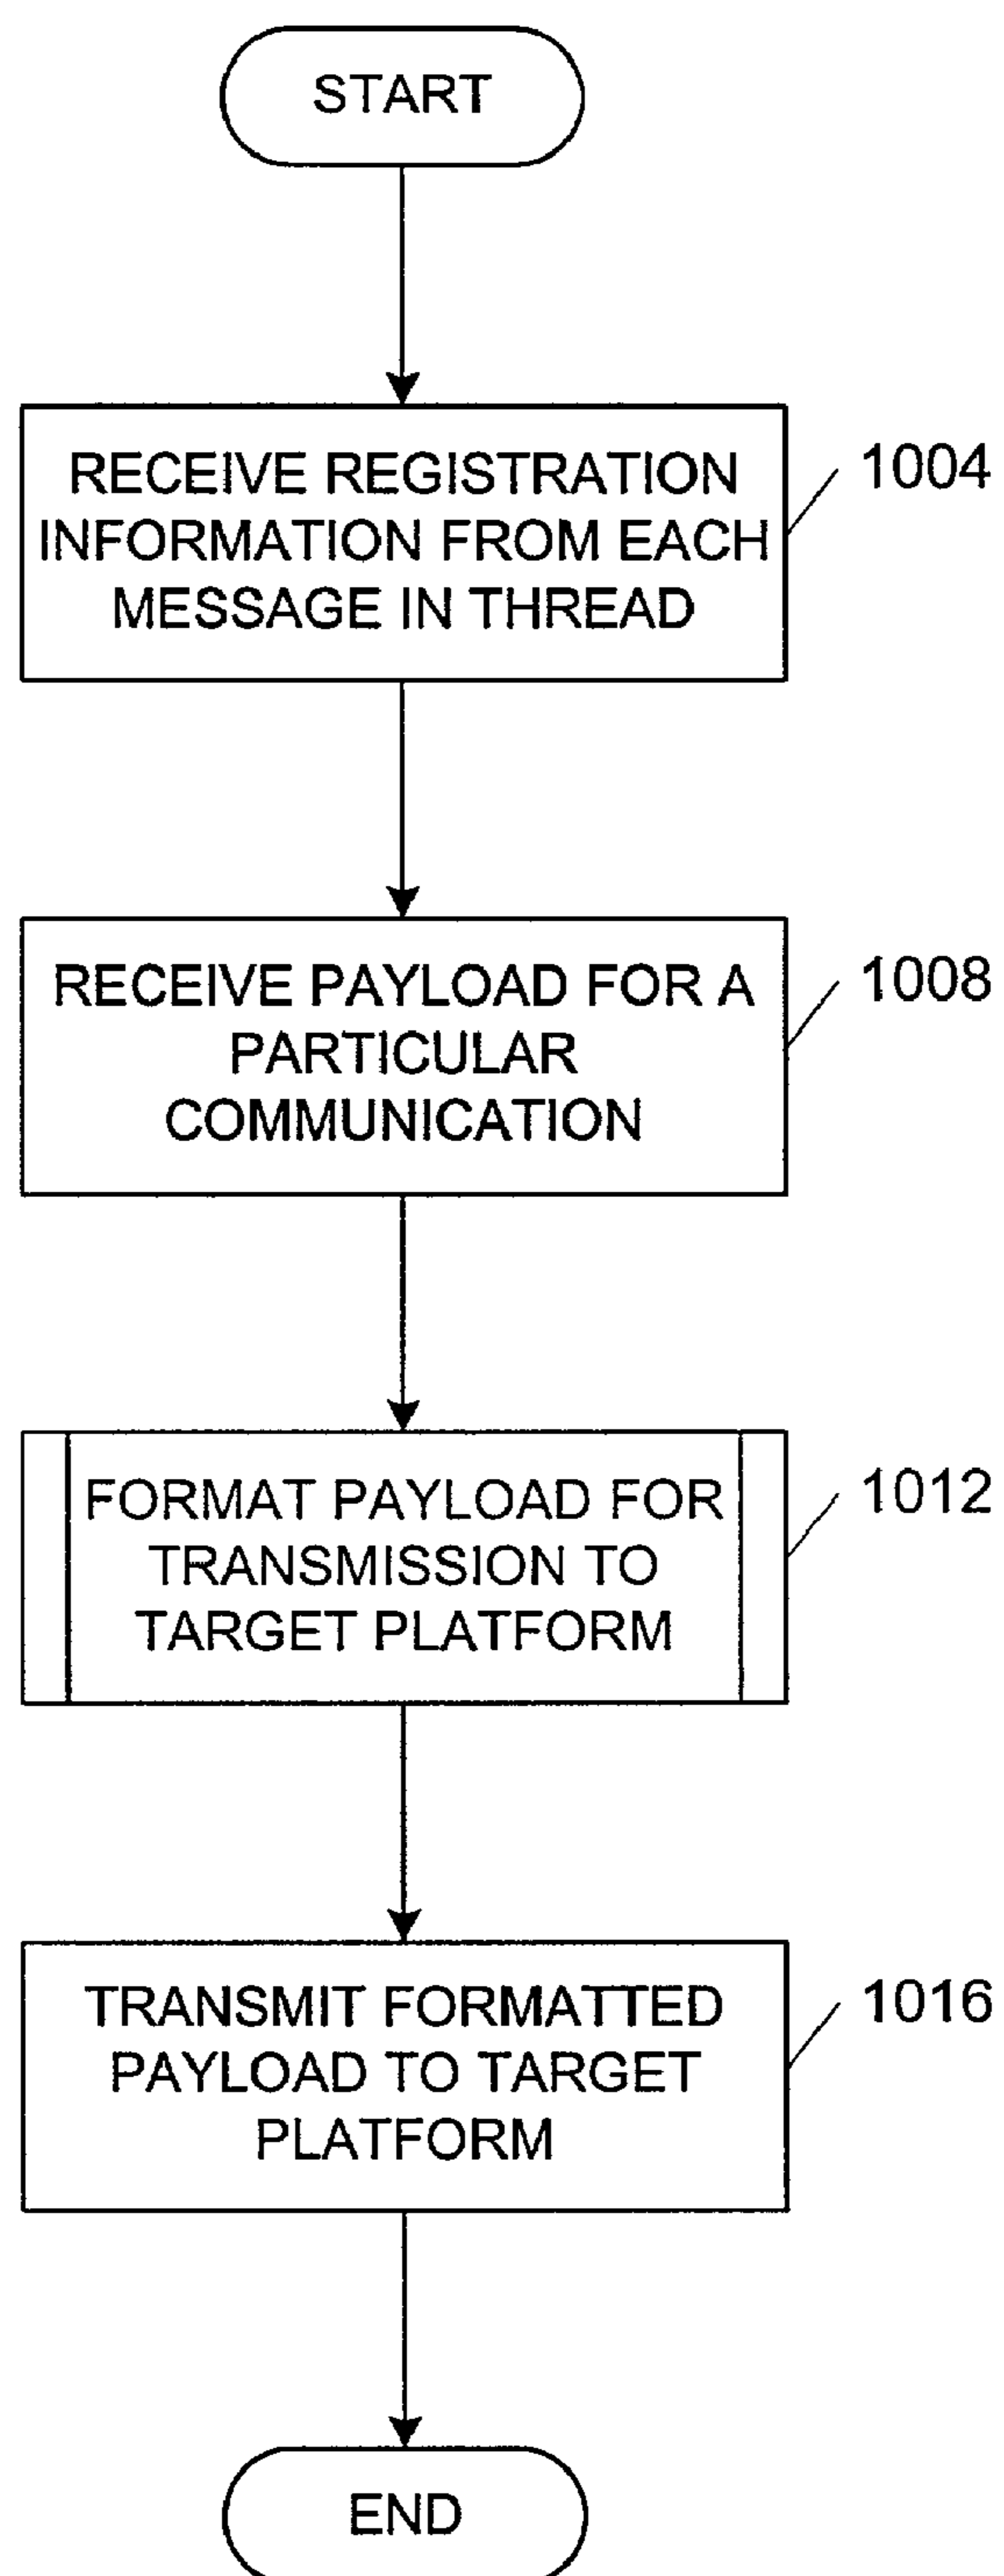 START
RECEIVE REGISTRATION
INFORMATION FROM EACH
MESSAGE IN THREAD
1004
RECEIVE PAYLOAD FOR A
PARTICULAR
COMMUNICATION
1008
FORMAT PAYLOAD FOR
TRANSMISSION TO
TARGET PLATFORM
1012
TRANSMIT FORMATTED
PAYLOAD TO TARGET
PLATFORM
1016
END